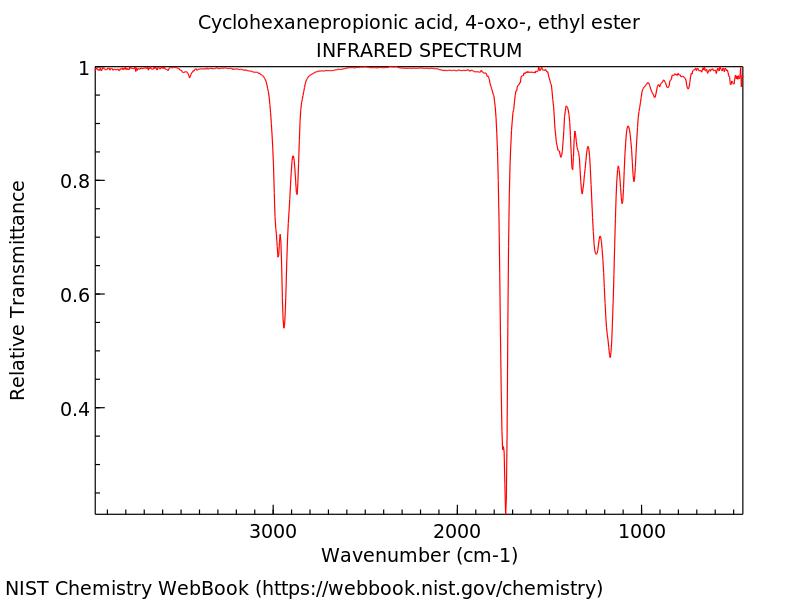 Cyclohexanepropionic acid, 4-oxo-, ethyl ester
INFRARED SPECTRUM
1
0.8
0.6
0.4
Relative Transmittance
3000 2000 1000
Wavenumber (cm-1)
NIST Chemistry WebBook (https://webbook.nist.gov/chemistry)